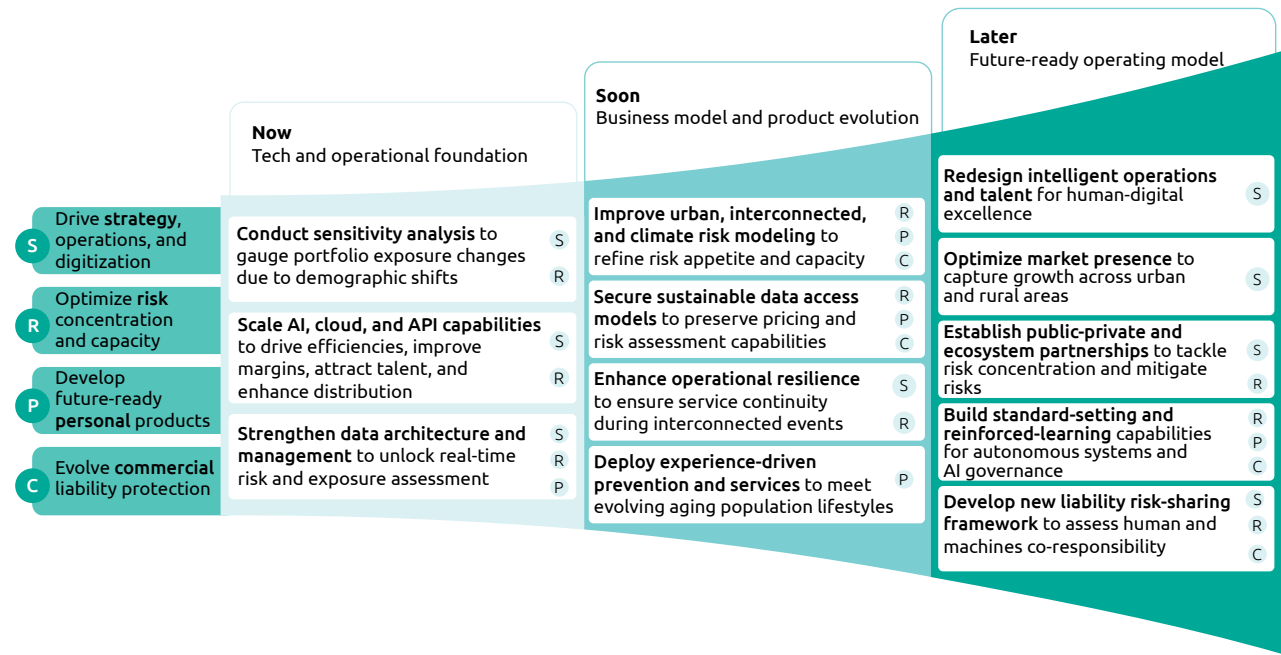 S
Drive strategy,
operations, and
digitization
R
Optimize risk
concentration
and capacity
P
Develop
future-ready
personal products
C
Evolve commercial
liability protection
Now
Tech and operational foundation
Conduct sensitivity analysis to
gauge portfolio exposure changes
due to demographic shifts
S
R
Scale AI, cloud, and API capabilities
to drive efficiencies, improve
margins, attract talent, and
enhance distribution
S
R
Strengthen data architecture and
management to unlock real-time
risk and exposure assessment
S
R
P
Soon
Business model and product evolution
Improve urban, interconnected,
and climate risk modeling to
refine risk appetite and capacity
R
P
C
Secure sustainable data access
models to preserve pricing and
risk assessment capabilities
R
P
C
Enhance operational resilience
to ensure service continuity
during interconnected events
S
R
Deploy experience-driven
prevention and services to meet
evolving aging population lifestyles
P
Later
Future-ready operating model
Redesign intelligent operations
and talent for human-digital
excellence
S
Optimize market presence to
capture growth across urban
and rural areas
S
Establish public-private and
ecosystem partnerships to tackle
risk concentration and mitigate
risks
S
R
Build standard-setting and
reinforced-learning capabilities
for autonomous systems and
AI governance
R
P
C
Develop new liability risk-sharing
framework to assess human and
machines co-responsibility
S
R
C